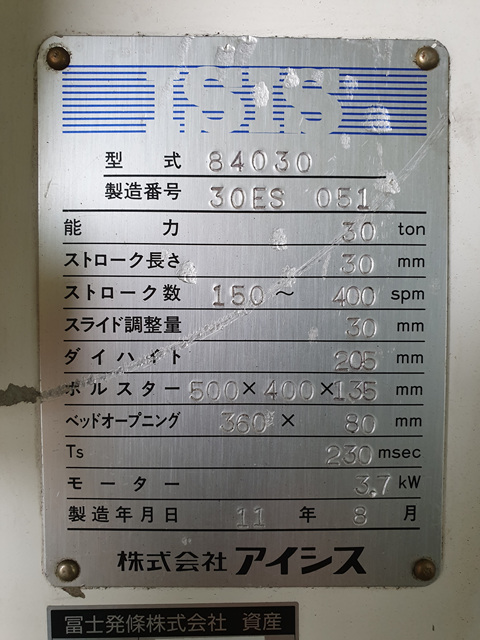 ISIS
型式 84030
製造番号 30ES 051
能力 30 ton
ストローク長さ 30 mm
ストローク数 150 ～ 400 spm
スライド調整量 30 mm
ダイハイト 205 mm
ボルスター 500×400×135 mm
ベッドオープニング 360 × 80 mm
Ts 230 msec
モーター 3.7 kW
製造年月日 11 年 8 月
株式会社 アイシス
冨士発條株式会社 資産